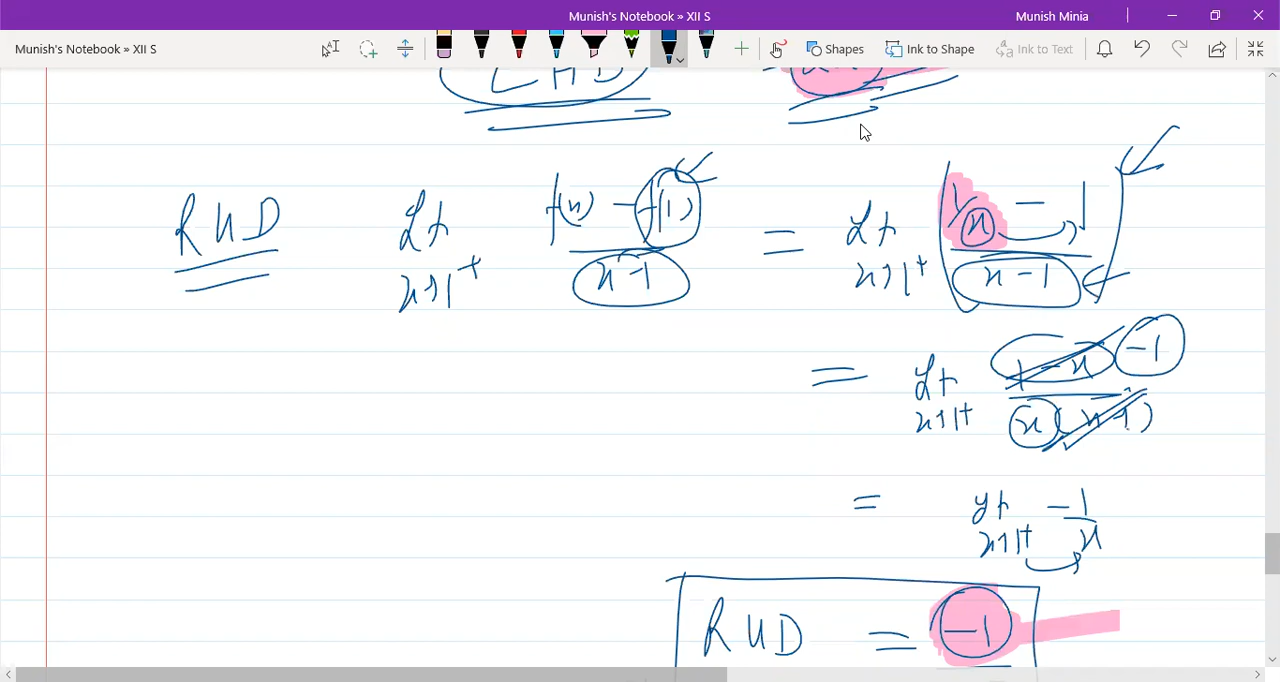 Munish's Notebook » XII S
Munish Minia
Munish's Notebook » XII S
Shapes
Ink to Shape
Ink to Text
LHD
RHD Lt x→1+ f(x) - f(1) / x-1 = Lt x→1+ 1/x - 1 / x-1
= Lt x→1+ 1-x / x(x-1) -1
= Lt x→1+ -1/x
RHD = -1